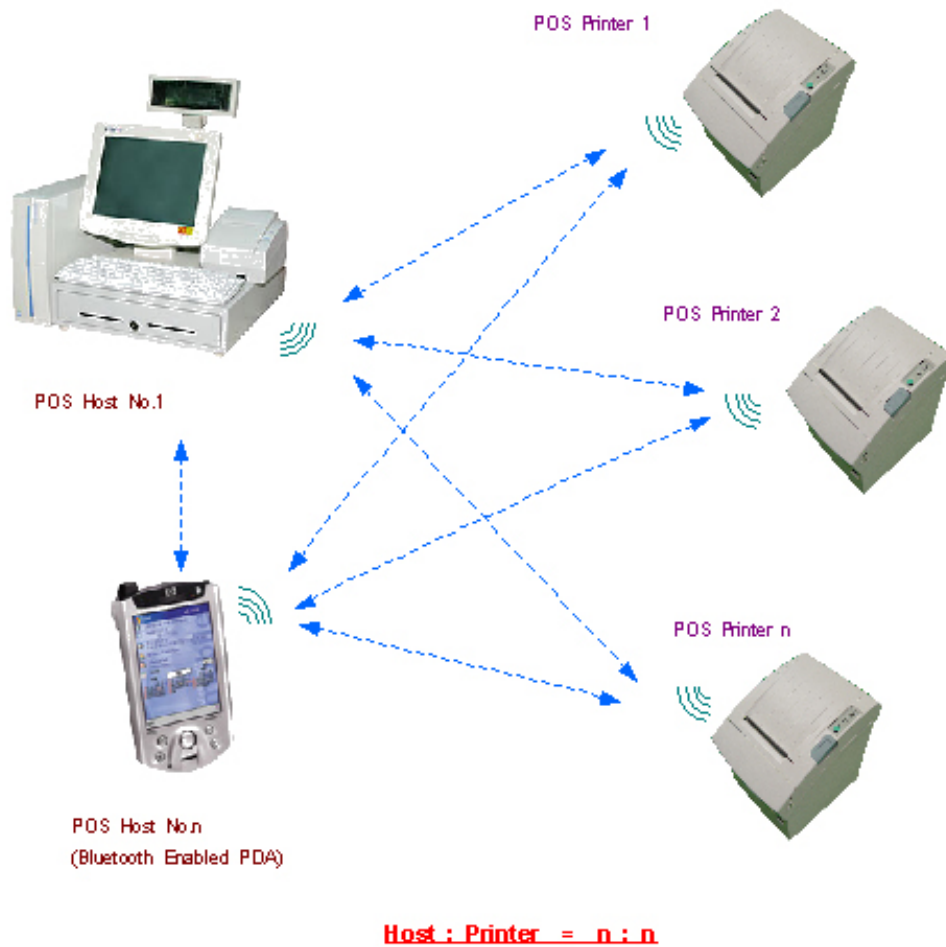 POS Printer 1
POS Printer 2
POS Host No.1
POS Printer n
POS Host No.n
(Bluetooth Enabled PDA)
Host : Printer = n : n